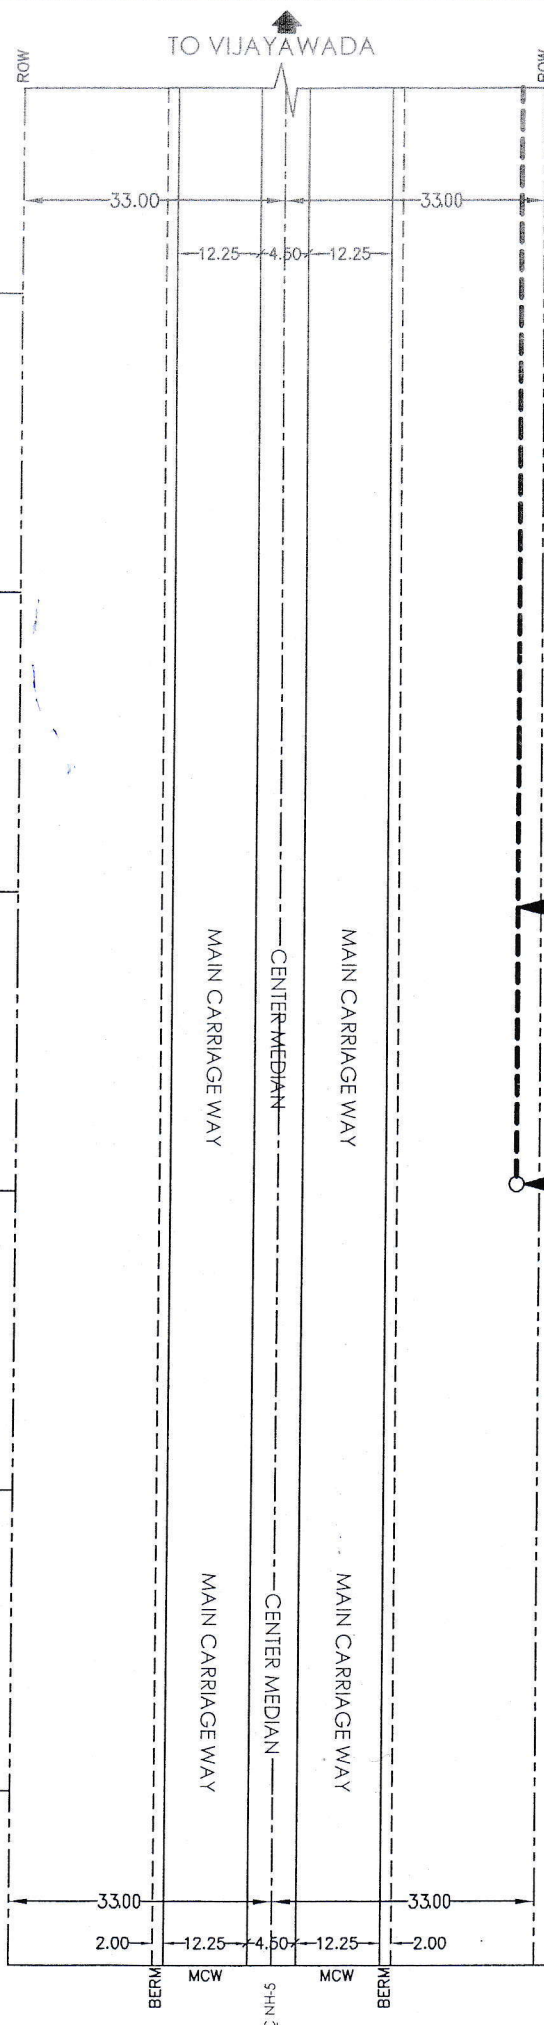 TO VIJAYAWADA
ROW
ROW
33.00
33.00
12.25
4.50
12.25
MAIN CARRIAGE WAY
CENTER MEDIAN
MAIN CARRIAGE WAY
MAIN CARRIAGE WAY
CENTER MEDIAN
MAIN CARRIAGE WAY
33.00
33.00
2.00
12.25
4.50
12.25
2.00
BERM
MCW
NH-5
MCW
BERM